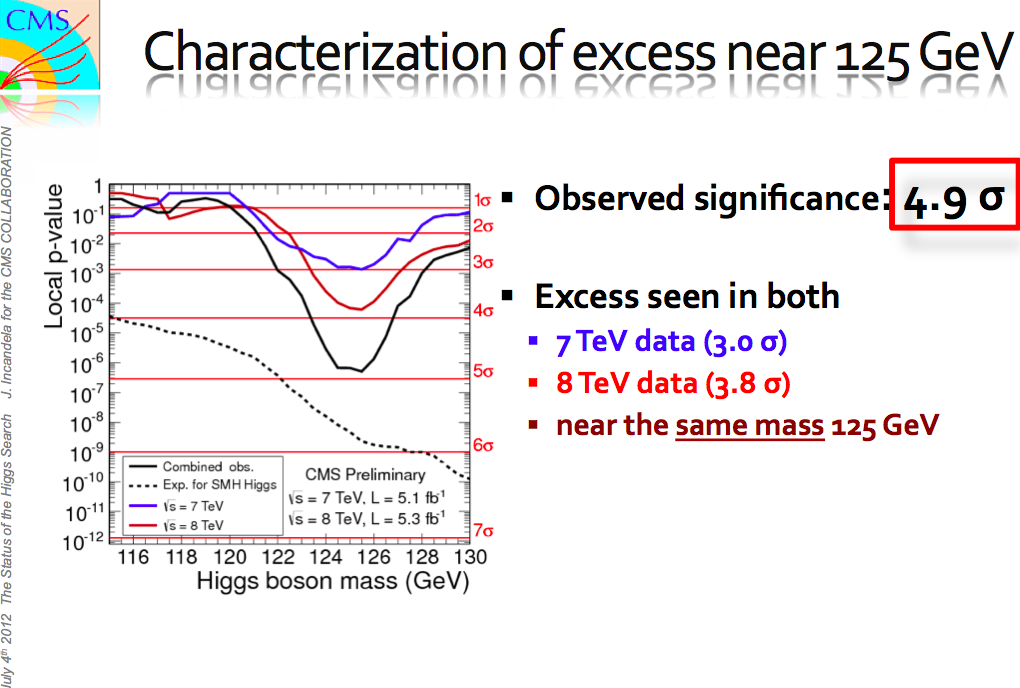 CMS
Characterization of excess near 125 GeV
July 4th 2012 The Status of the Higgs Search J. Incandela for the CMS COLLABORATION
Local p-value
1
10-1
10-2
10-3
10-4
10-5
10-6
10-7
10-8
10-9
10-10
10-11
10-12
1σ
2σ
3σ
4σ
5σ
6σ
7σ
Combined obs.
Exp. for SMH Higgs
√s = 7 TeV
√s = 8 TeV
CMS Preliminary
√s = 7 TeV, L = 5.1 fb-1
√s = 8 TeV, L = 5.3 fb-1
116 118 120 122 124 126 128 130
Higgs boson mass (GeV)
▪ Observed significance: 4.9 σ
▪ Excess seen in both
▪ 7 TeV data (3.0 σ)
▪ 8 TeV data (3.8 σ)
▪ near the same mass 125 GeV